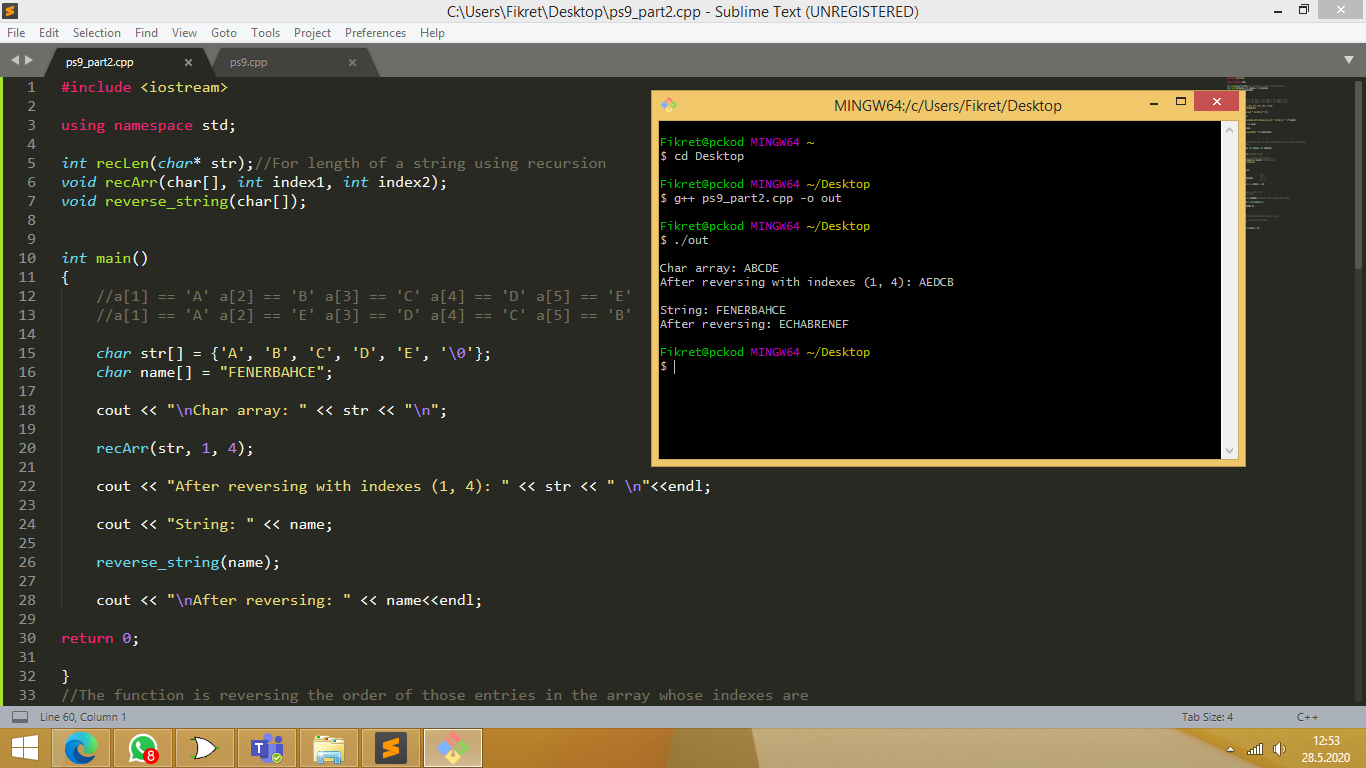 C:\Users\Fikret\Desktop\ps9_part2.cpp - Sublime Text (UNREGISTERED)
File Edit Selection Find View Goto Tools Project Preferences Help
ps9_part2.cpp ps9.cpp
1 #include <iostream>
2
3 using namespace std;
4
5 int recLen(char* str);//For length of a string using recursion
6 void recArr(char[], int index1, int index2);
7 void reverse_string(char[]);
8
9
10 int main()
11 {
12 //a[1] == 'A' a[2] == 'B' a[3] == 'C' a[4] == 'D' a[5] == 'E'
13 //a[1] == 'A' a[2] == 'E' a[3] == 'D' a[4] == 'C' a[5] == 'B'
14
15 char str[] = {'A', 'B', 'C', 'D', 'E', '\0'};
16 char name[] = "FENERBAHCE";
17
18 cout << "\nChar array: " << str << "\n";
19
20 recArr(str, 1, 4);
21
22 cout << "After reversing with indexes (1, 4): " << str << " \n"<<endl;
23
24 cout << "String: " << name;
25
26 reverse_string(name);
27
28 cout << "\nAfter reversing: " << name<<endl;
29
30 return 0;
31
32 }
33 //The function is reversing the order of those entries in the array whose indexes are
MINGW64:/c/Users/Fikret/Desktop
Fikret@pckod MINGW64 ~
$ cd Desktop
Fikret@pckod MINGW64 ~/Desktop
$ g++ ps9_part2.cpp -o out
Fikret@pckod MINGW64 ~/Desktop
$ ./out
Char array: ABCDE
After reversing with indexes (1, 4): AEDCB
String: FENERBAHCE
After reversing: ECHABRENEF
Fikret@pckod MINGW64 ~/Desktop
$
Line 60, Column 1 Tab Size: 4 C++
8
12:53
28.5.2020